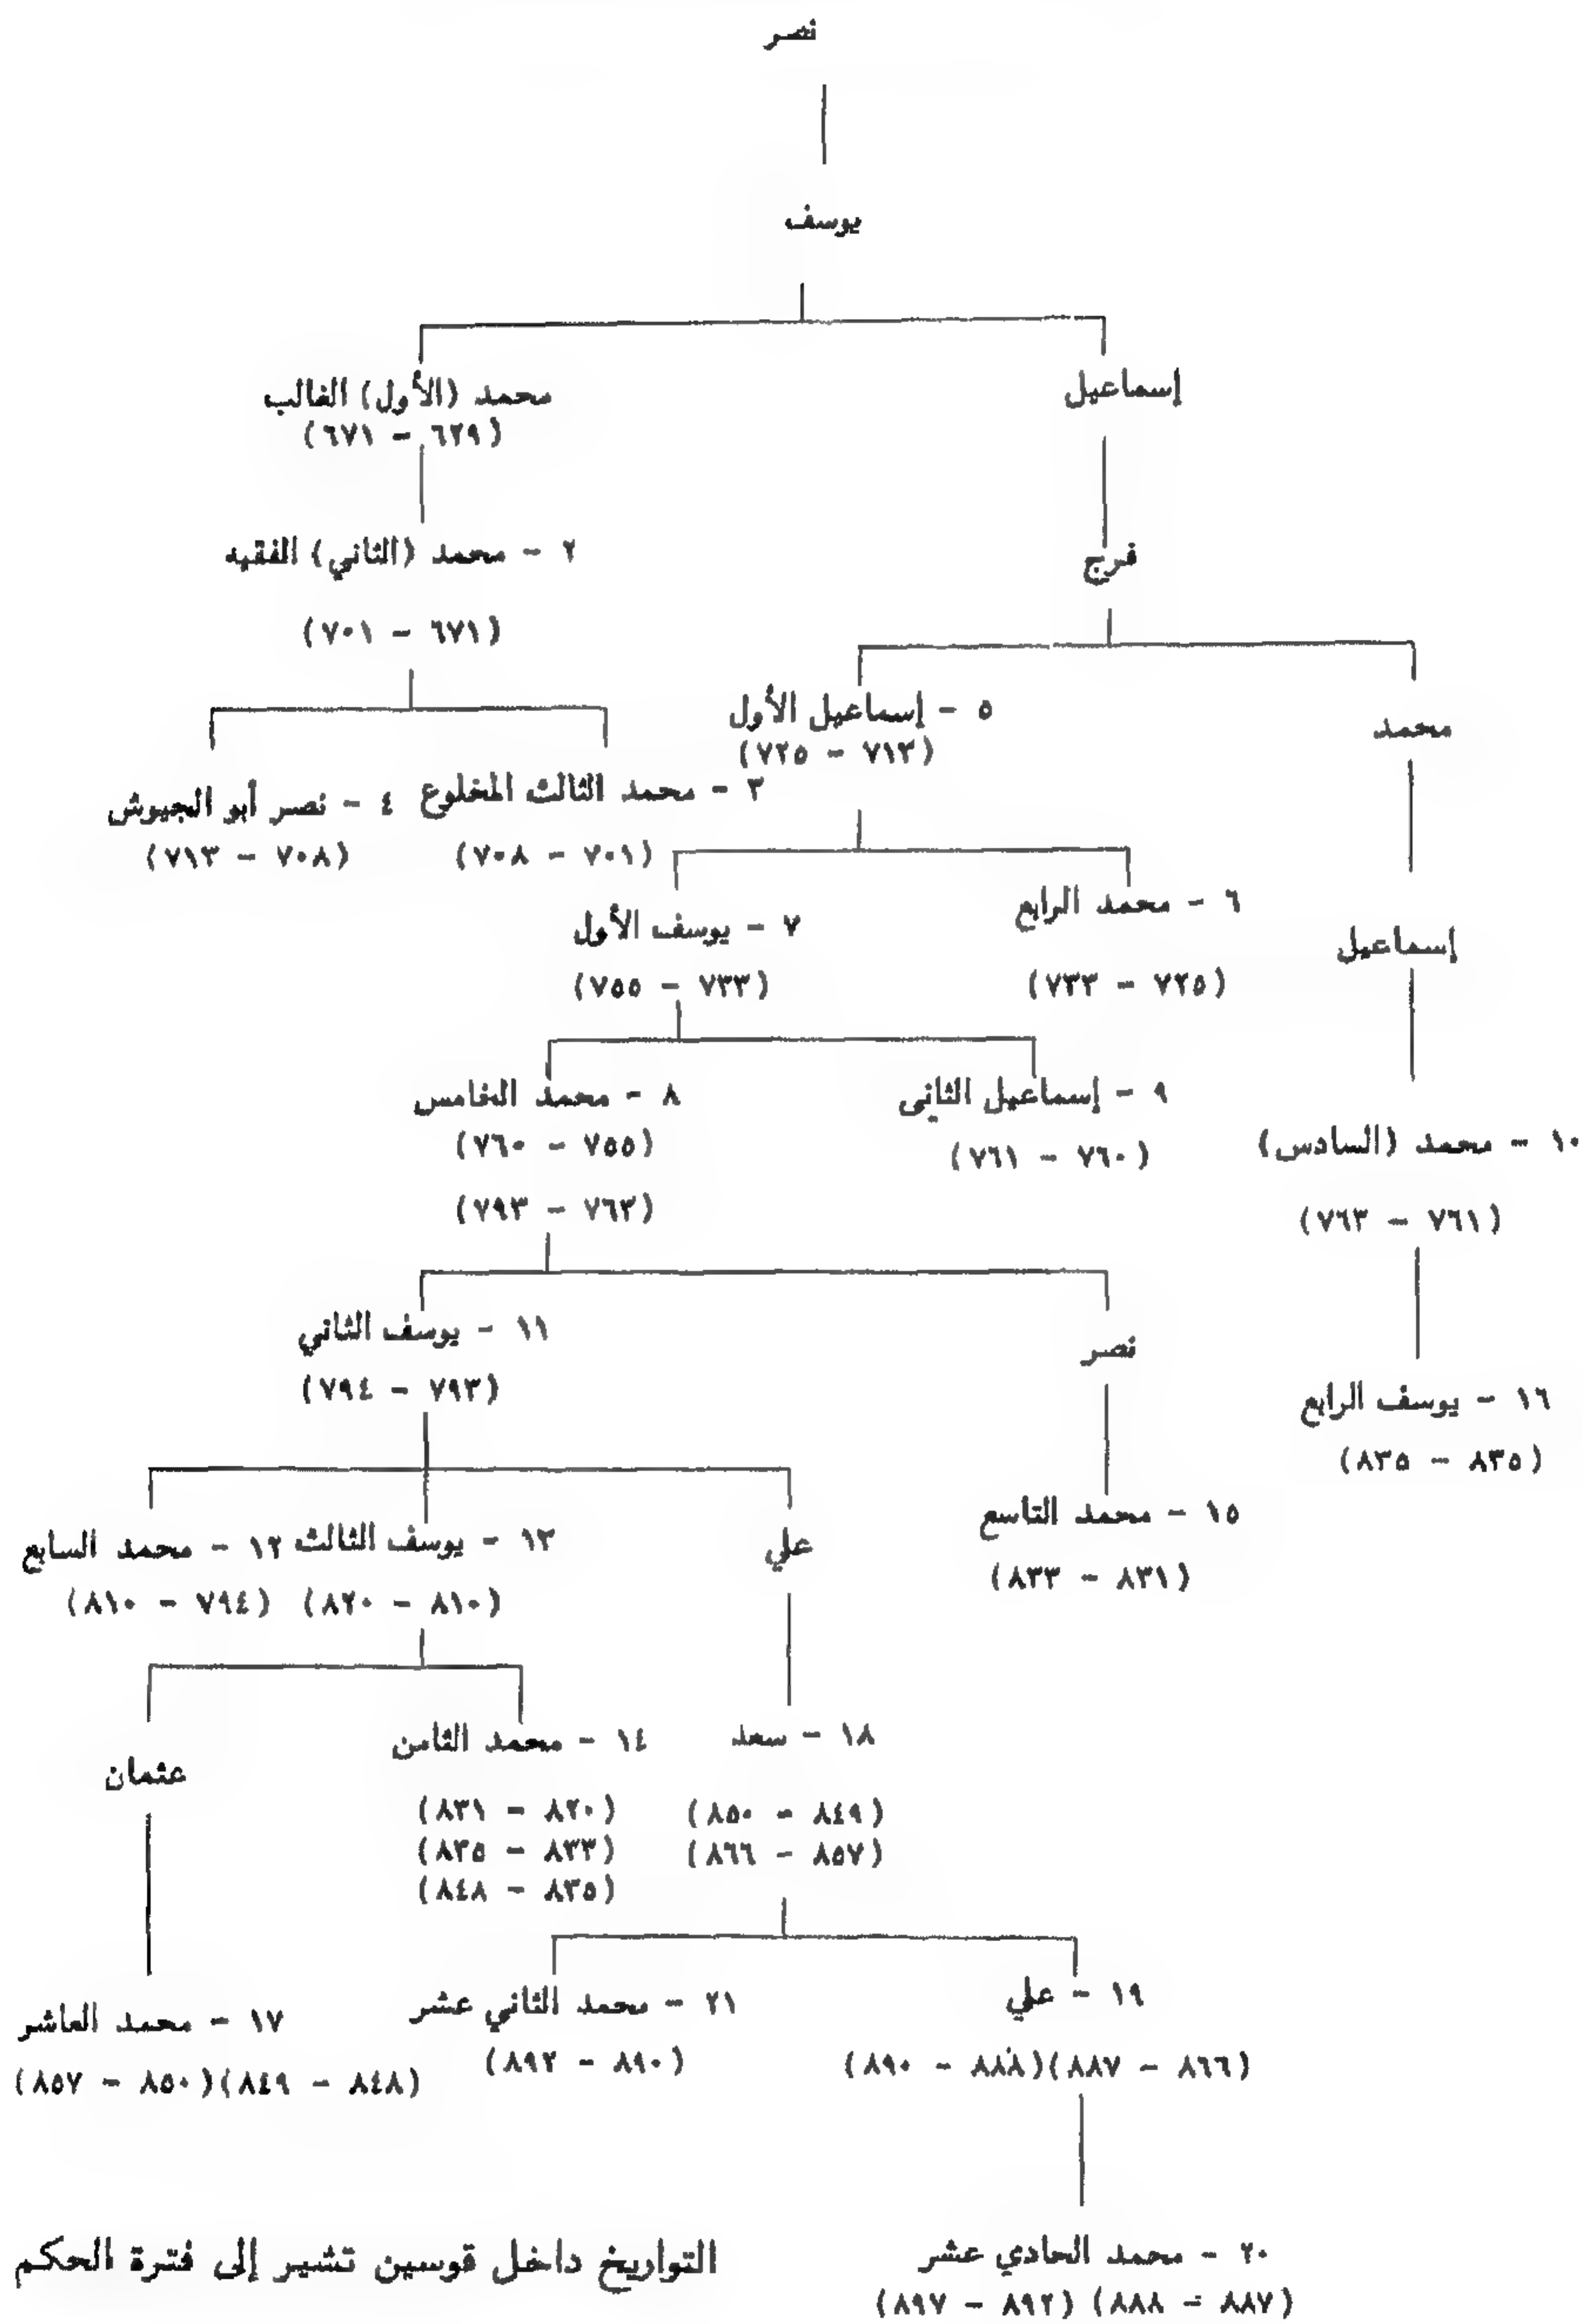 نصر
يوسف
إسماعيل
محمد (الأول) الغالب
(٦٢٩ - ٦٧١)
فرج
٢ - محمد (الثاني) الفقيه
(٦٧١ - ٧٠١)
محمد
٥ - إسماعيل الأول
(٧١٣ - ٧٢٥)
٣ - محمد الثالث المخلوع
(٧٠١ - ٧٠٨)
٤ - نصر أبو الجيوش
(٧٠٨ - ٧١٣)
إسماعيل
٦ - محمد الرابع
(٧٢٥ - ٧٣٣)
٧ - يوسف الأول
(٧٣٣ - ٧٥٥)
١٠ - محمد (السادس)
(٧٦١ - ٧٦٣)
٩ - إسماعيل الثاني
(٧٦٠ - ٧٦١)
٨ - محمد الخامس
(٧٥٥ - ٧٦٠)
(٧٦٣ - ٧٩٣)
١٦ - يوسف الرابع
(٨٣٥ - ٨٣٥)
نصر
١١ - يوسف الثاني
(٧٩٣ - ٧٩٤)
١٥ - محمد التاسع
(٨٣١ - ٨٣٣)
علي
١٣ - يوسف الثالث
(٨١٠ - ٨٢٠)
١٢ - محمد السابع
(٧٩٤ - ٨١٠)
١٨ - سعد
(٨٤٩ - ٨٥٠)
(٨٥٧ - ٨٦٦)
١٤ - محمد الثامن
(٨٢٠ - ٨٣١)
(٨٣٣ - ٨٣٥)
(٨٣٥ - ٨٤٨)
عثمان
١٩ - علي
(٨٦٦ - ٨٨٧)(٨٨٨ - ٨٩٠)
٢١ - محمد الثاني عشر
(٨٩٠ - ٨٩٢)
١٧ - محمد العاشر
(٨٤٨ - ٨٤٩)(٨٥٠ - ٨٥٧)
٢٠ - محمد الحادي عشر
(٨٨٧ - ٨٨٨) (٨٩٢ - ٨٩٧)
التواريخ داخل قوسين تشير إلى فترة الحكم